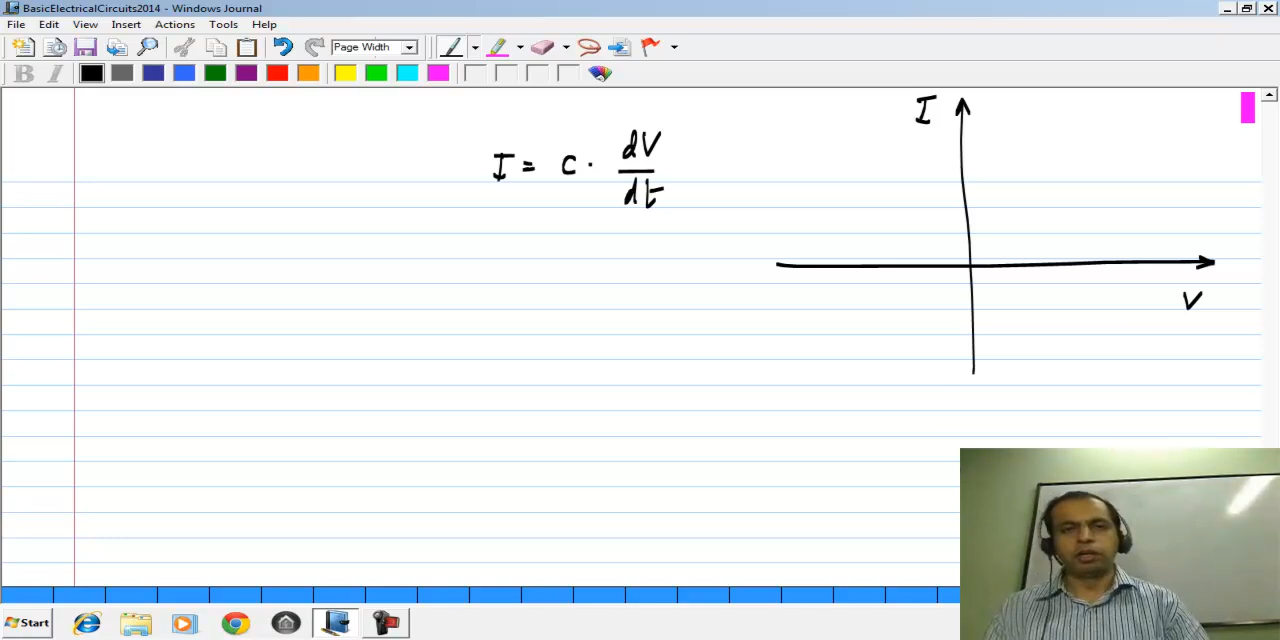 BasicElectricalCircuits2014 - Windows Journal
File Edit View Insert Actions Tools Help
Page Width
B I
I
I = C · dV/dt
V
Start